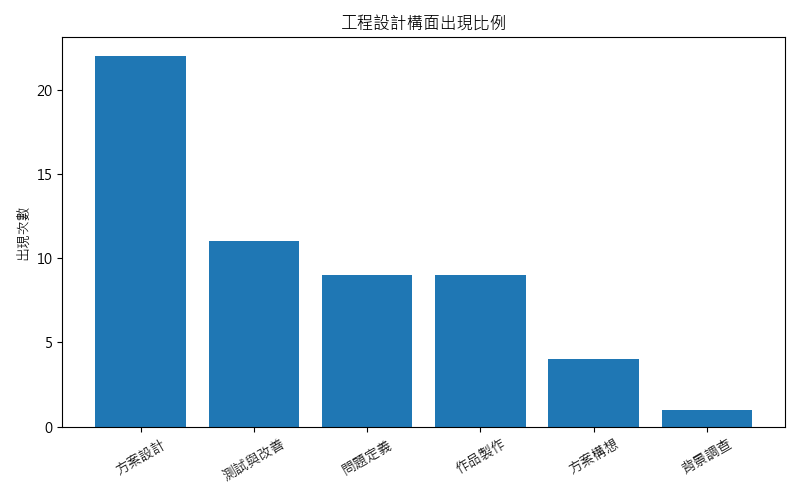 工程設計構面出現比例
出現次數
20
15
10
5
0
方案設計
測試與改善
問題定義
作品製作
方案構想
背景調查